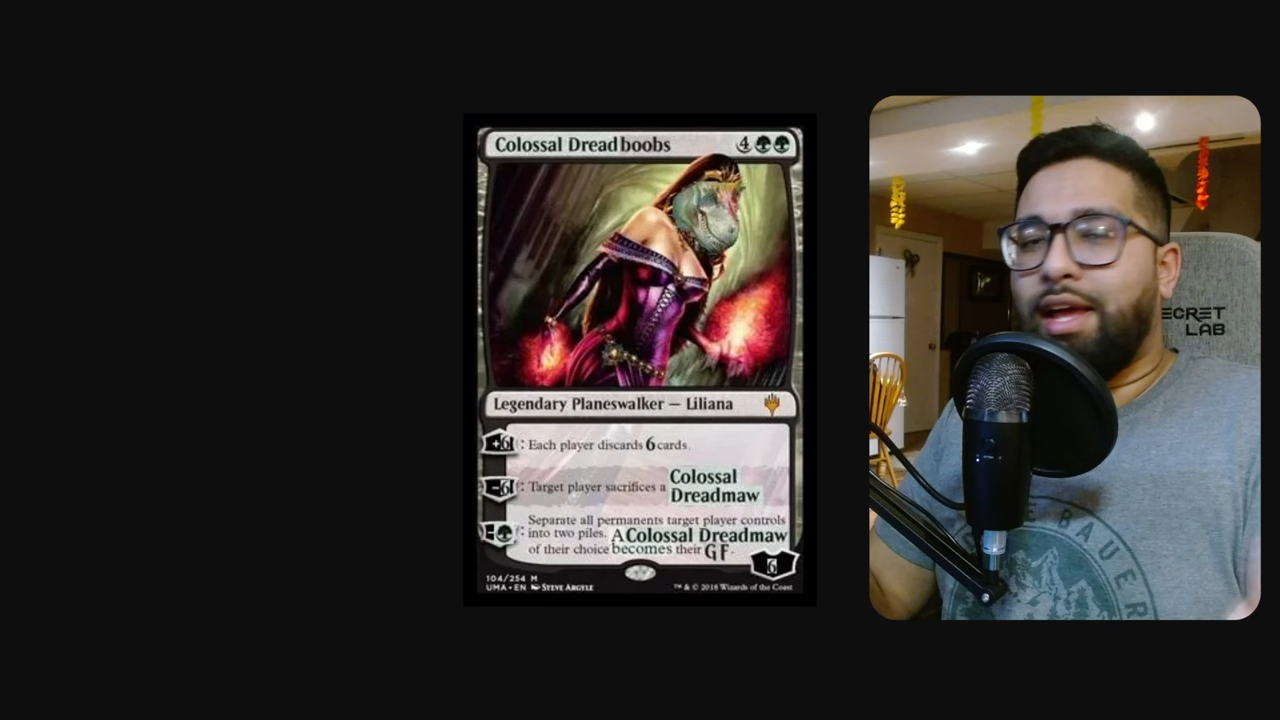 Colossal Dreadboobs 4
Legendary Planeswalker — Liliana
+6: Each player discards 6 cards.
-6: Target player sacrifices a Colossal
Dreadmaw
Separate all permanents target player controls
into two piles. A Colossal Dreadmaw
of their choice becomes their GF.
6
104/254 M
UMA • EN STEVE ARGYLE
™ & © 2018 Wizards of the Coast
ECRET
LAB
EBAUER